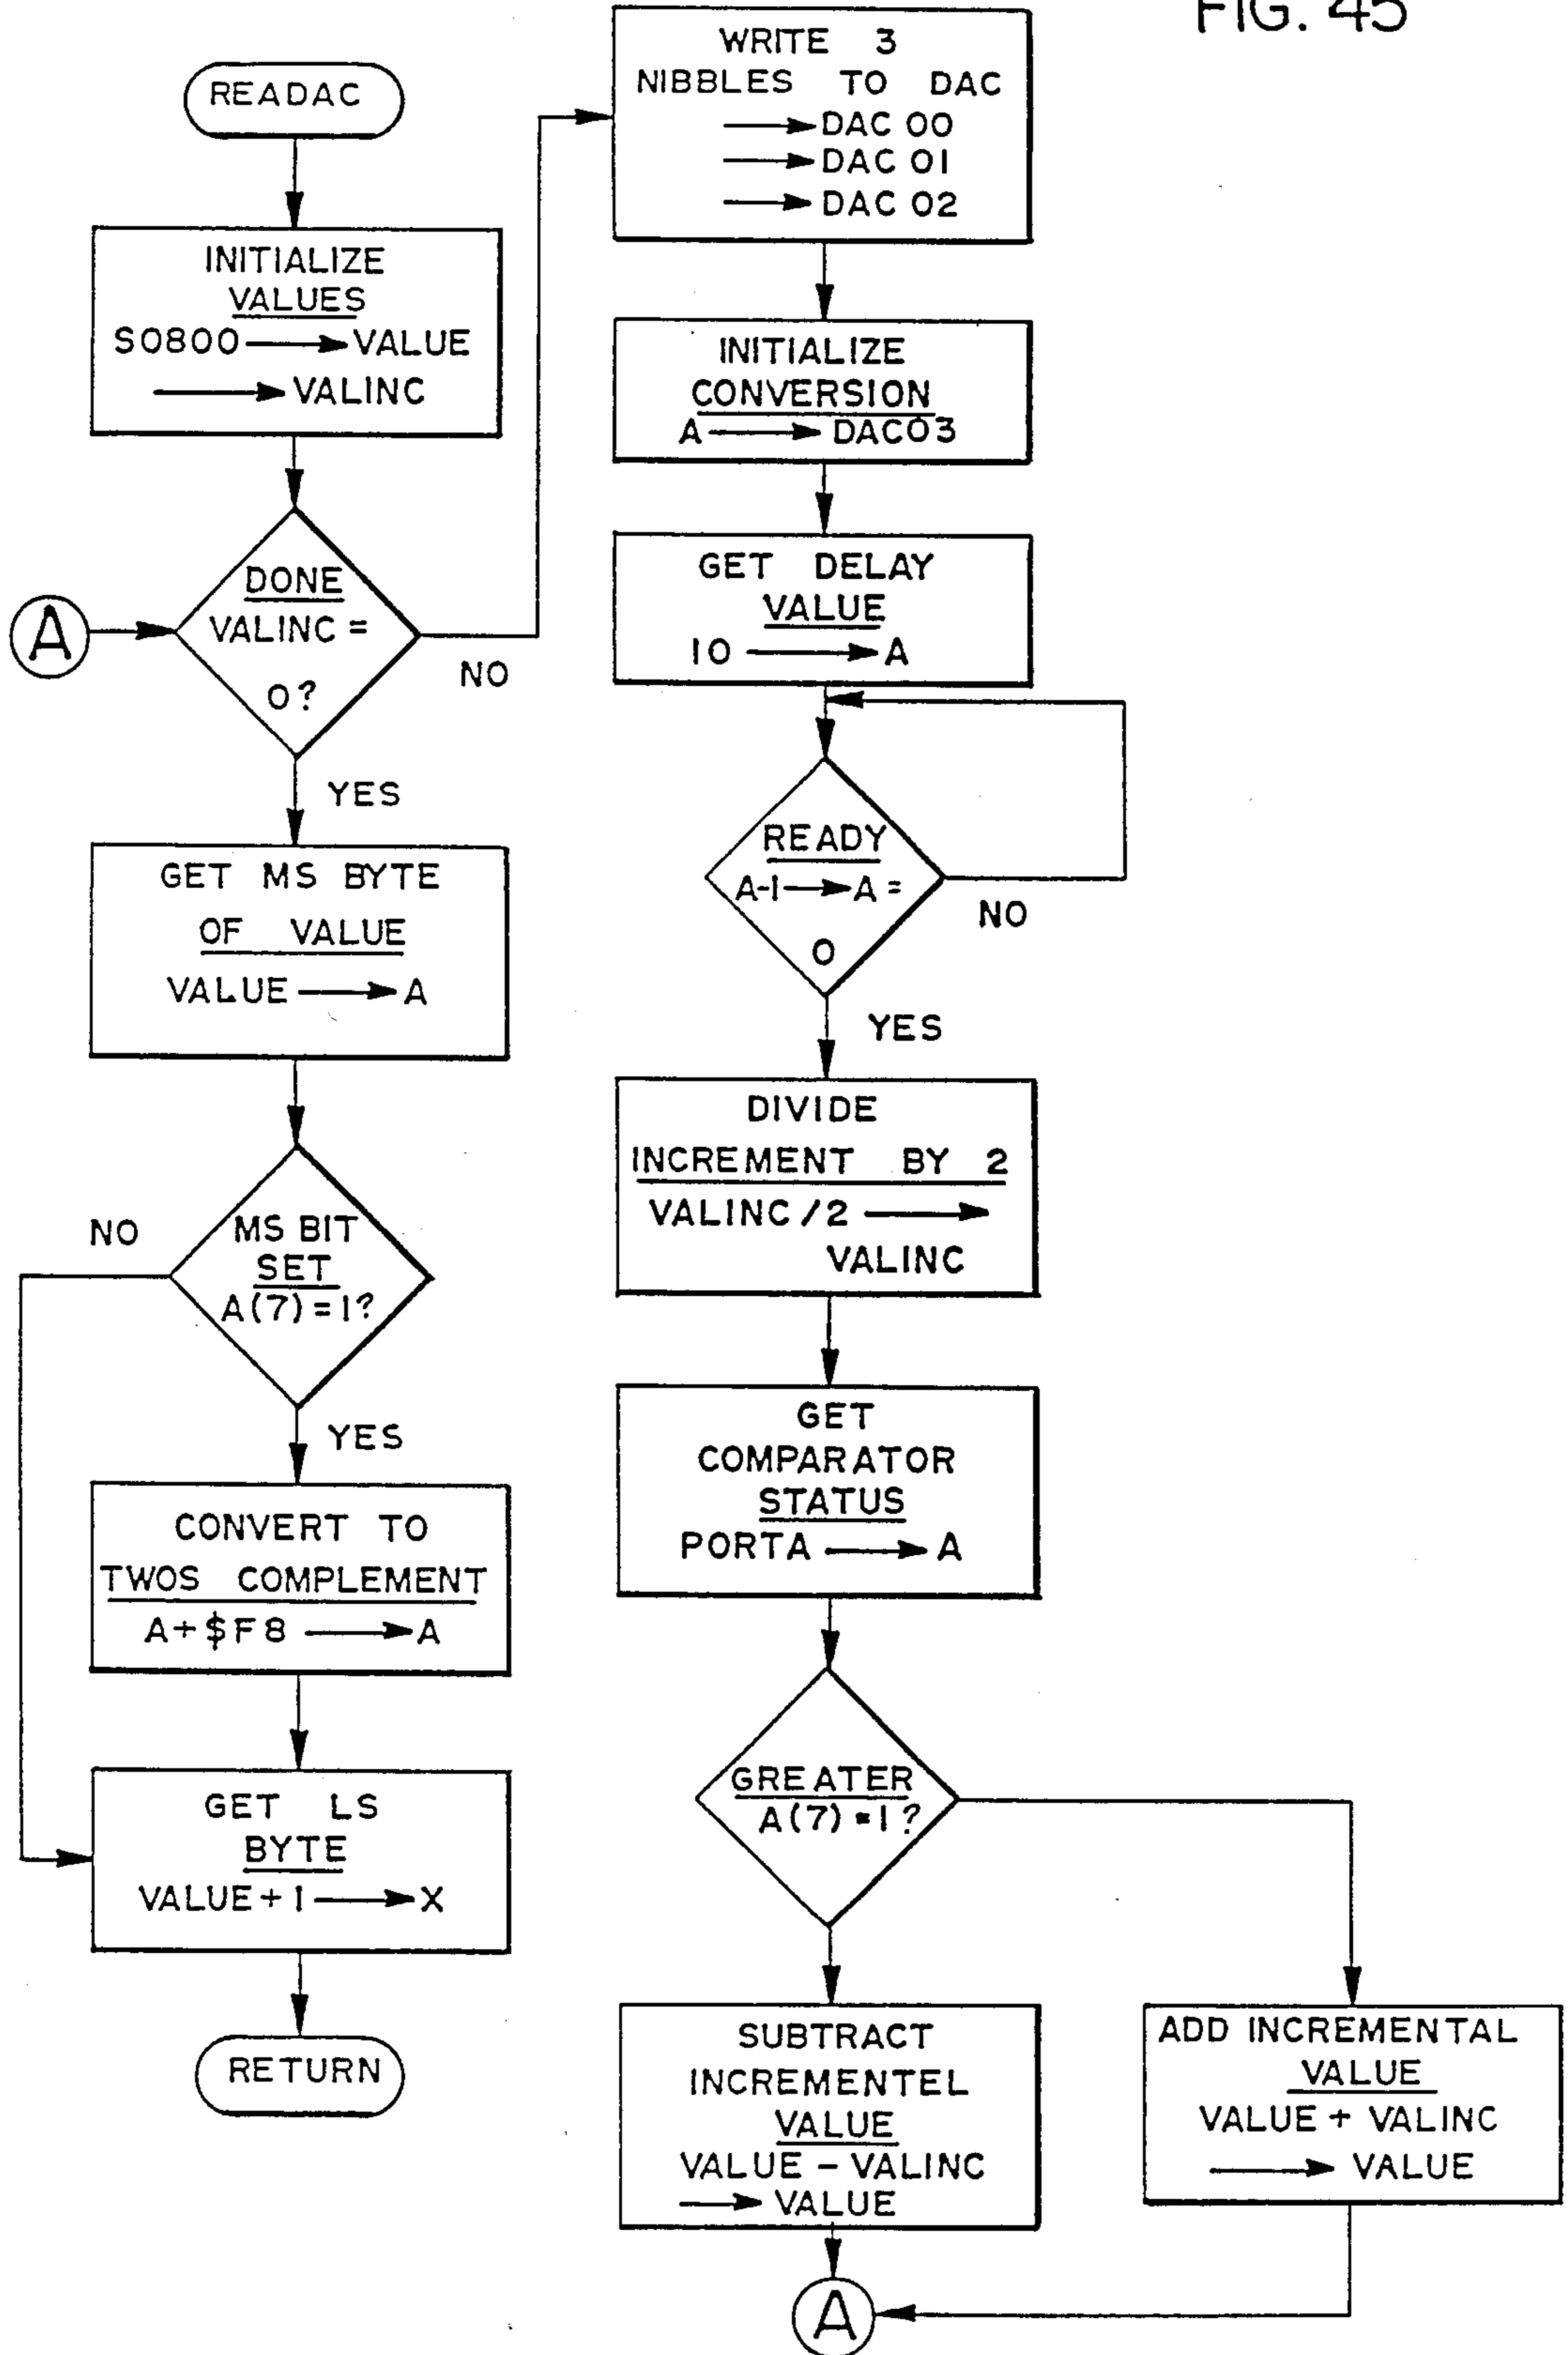 FIG. 45
READAC
INITIALIZE
VALUES
S0800 → VALUE
→ VALINC
A
DONE
VALINC =
0?
NO
YES
GET MS BYTE
OF VALUE
VALUE → A
MS BIT
SET
A(7)=1?
NO
YES
CONVERT TO
TWOS COMPLEMENT
A+$F8 → A
GET LS
BYTE
VALUE+1 → X
RETURN
WRITE 3
NIBBLES TO DAC
→ DAC 00
→ DAC 01
→ DAC 02
INITIALIZE
CONVERSION
A → DAC03
GET DELAY
VALUE
10 → A
READY
A-1 → A =
0
NO
YES
DIVIDE
INCREMENT BY 2
VALINC/2 →
VALINC
GET
COMPARATOR
STATUS
PORTA → A
GREATER
A(7)=1?
SUBTRACT
INCREMENTEL
VALUE
VALUE - VALINC
→ VALUE
ADD INCREMENTAL
VALUE
VALUE + VALINC
→ VALUE
A